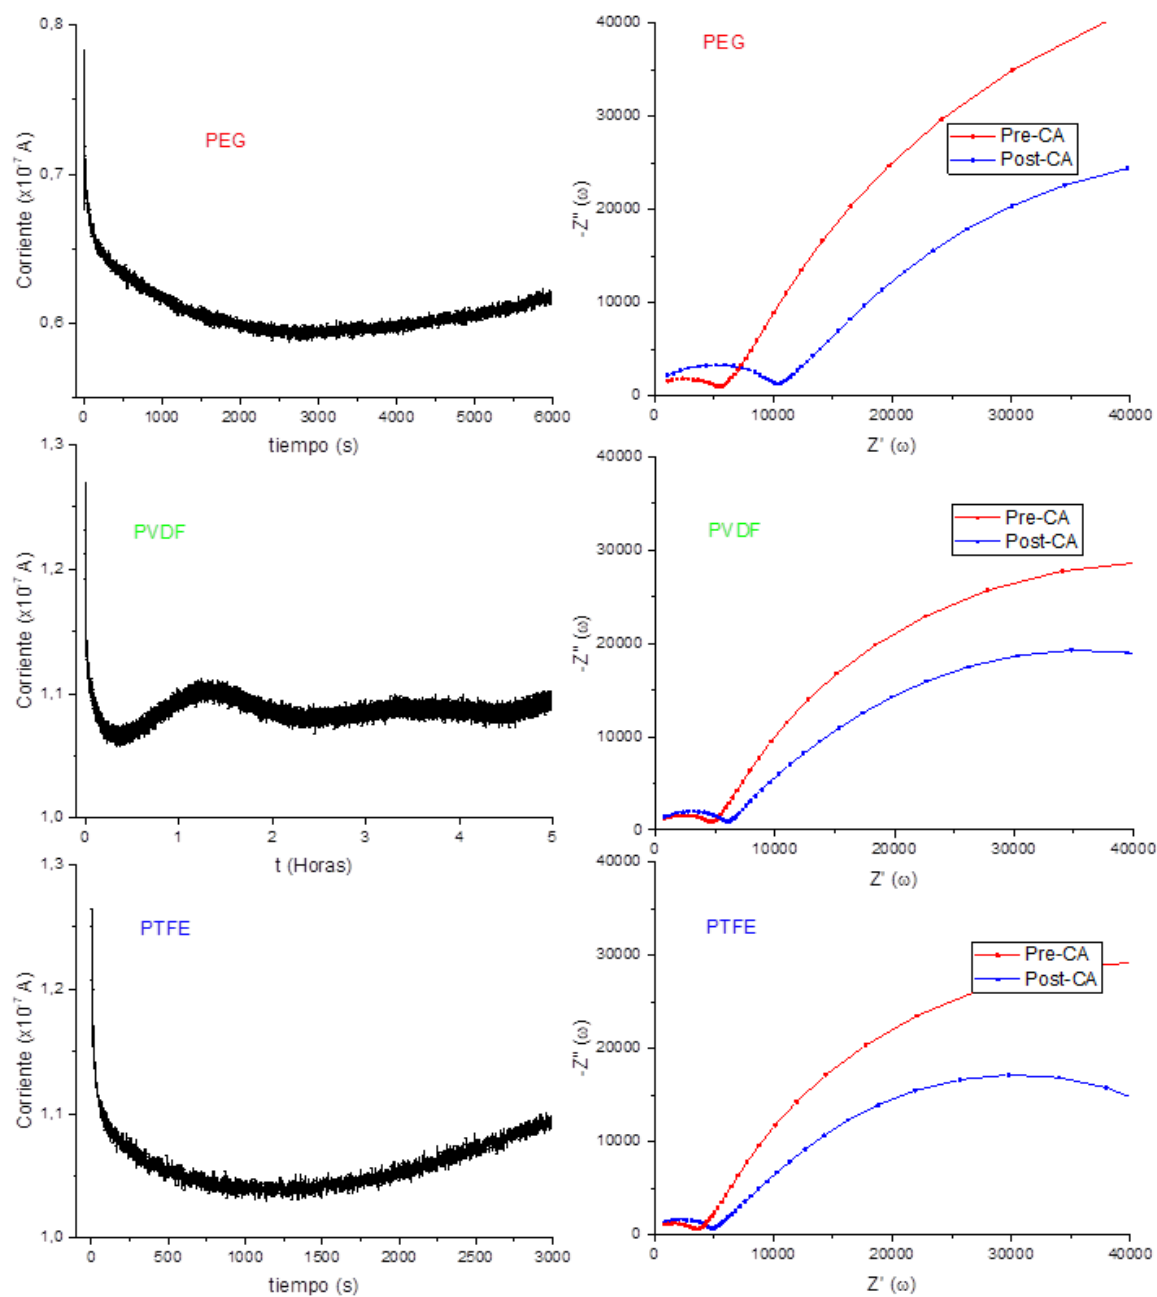 0,8
0,7
0,6
Corriente (x10⁻⁷ A)
PEG
0 1000 2000 3000 4000 5000 6000
tiempo (s)
40000
30000
20000
10000
0
-Z'' (ω)
PEG
Pre-CA
Post-CA
0 10000 20000 30000 40000
Z' (ω)
1,3
1,2
1,1
1,0
Corriente (x10⁻⁷ A)
PVDF
0 1 2 3 4 5
t (Horas)
40000
30000
20000
10000
0
-Z'' (ω)
PVDF
Pre-CA
Post-CA
0 10000 20000 30000 40000
Z' (ω)
1,3
1,2
1,1
1,0
Corriente (x10⁻⁷ A)
PTFE
0 500 1000 1500 2000 2500 3000
tiempo (s)
40000
30000
20000
10000
0
-Z'' (ω)
PTFE
Pre-CA
Post-CA
0 10000 20000 30000 40000
Z' (ω)